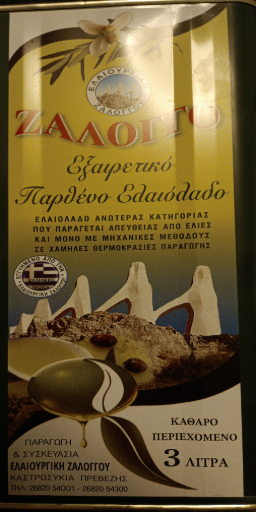 ΕΛΑΙΟΥΡΓΙΚΗ
ΖΑΛΟΓΓΟΥ
ΖΑΛΟΓΓΟ
Εξαιρετικό
Παρθένο Ελαιόλαδο
ΕΛΑΙΟΛΑΔΟ ΑΝΩΤΕΡΑΣ ΚΑΤΗΓΟΡΙΑΣ
ΠΟΥ ΠΑΡΑΓΕΤΑΙ ΑΠΕΥΘΕΙΑΣ ΑΠΟ ΕΛΙΕΣ
ΚΑΙ ΜΟΝΟ ΜΕ ΜΗΧΑΝΙΚΕΣ ΜΕΘΟΔΟΥΣ
ΣΕ ΧΑΜΗΛΕΣ ΘΕΡΜΟΚΡΑΣΙΕΣ ΠΑΡΑΓΩΓΗΣ
ΚΑΘΑΡΟ
ΠΕΡΙΕΧΟΜΕΝΟ
3 ΛΙΤΡΑ
ΠΑΡΑΓΩΓΗ
& ΣΥΣΚΕΥΑΣΙΑ
ΕΛΑΙΟΥΡΓΙΚΗ ΖΑΛΟΓΓΟΥ
ΚΑΣΤΡΟΣΥΚΙΑ ΠΡΕΒΕΖΗΣ
ΤΗΛ: 26820 54001 - 26820 54300